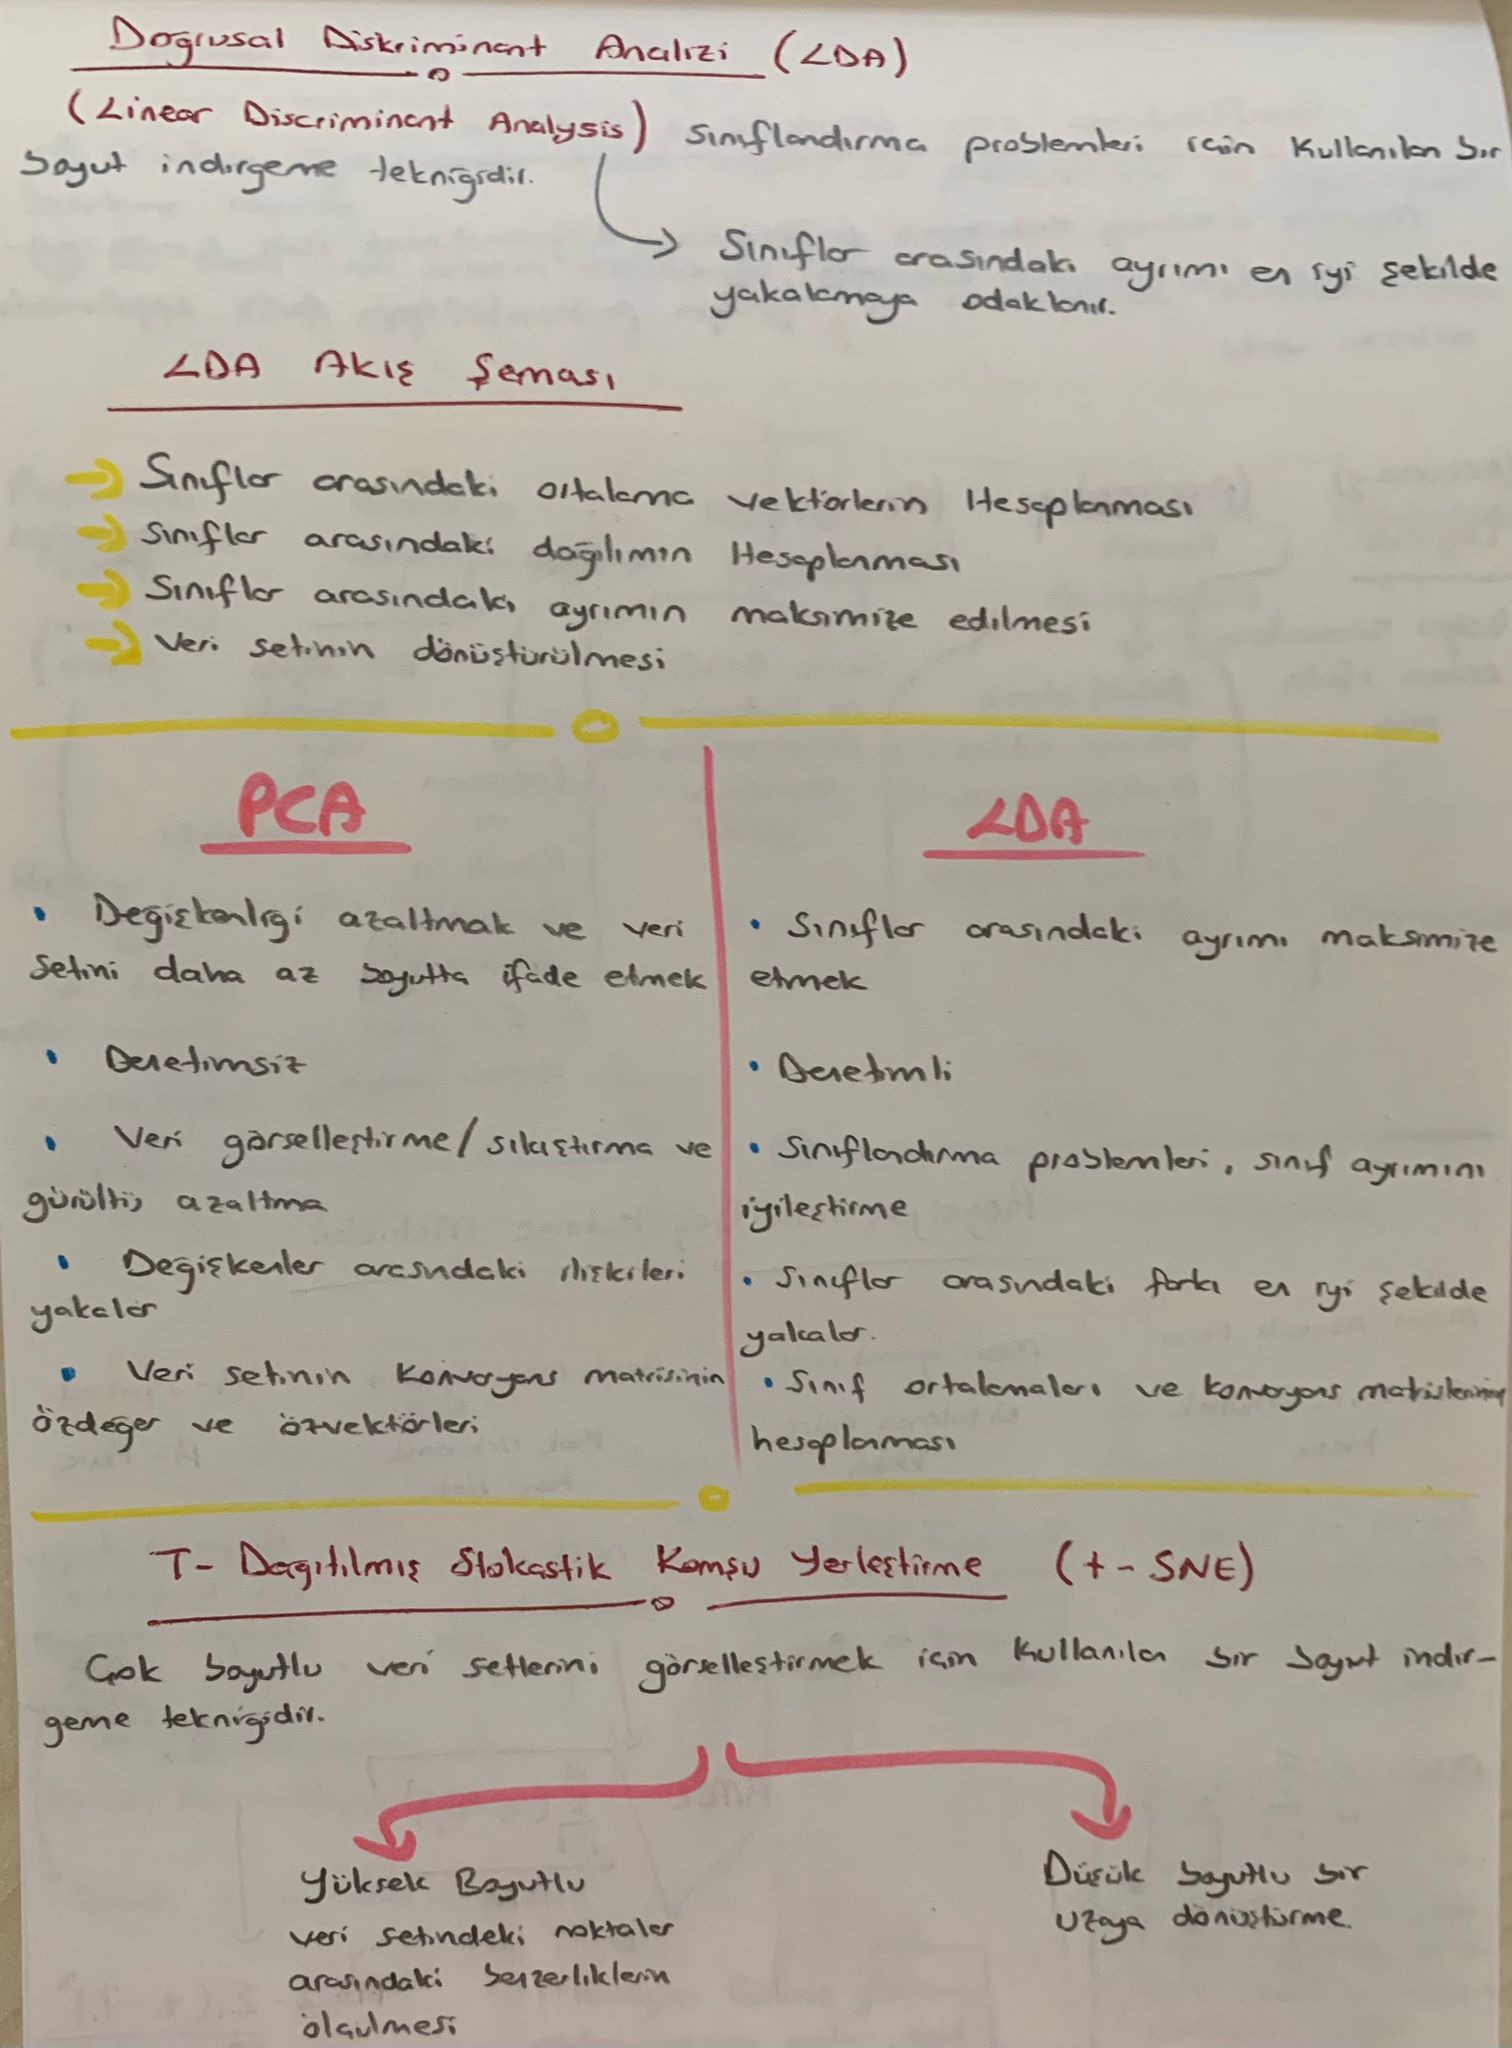 Doğrusal Diskriminant Analizi (LDA)
(Linear Discriminant Analysis) Sınıflandırma problemleri için kullanılan bir
boyut indirgeme tekniğidir.
Sınıflar arasındaki ayrımı en iyi şekilde
yakalamaya odaklanır.
LDA Akış Şeması
Sınıflar arasındaki ortalama vektörlerin Hesaplanması
Sınıflar arasındaki dağılımın Hesaplanması
Sınıflar arasındaki ayrımın maksimize edilmesi
Veri setinin dönüştürülmesi
PCA
• Değişkenliği azaltmak ve veri
setini daha az boyutta ifade etmek
• Denetimsiz
• Veri görselleştirme/sıkıştırma ve
gürültü azaltma
• Değişkenler arasındaki ilişkileri
yakalar
• Veri setinin Konvoryans matrisinin
özdeğer ve özvektörleri
LDA
• Sınıflar arasındaki ayrımı maksimize
etmek
• Denetimli
• Sınıflandırma problemleri, sınıf ayrımını
iyileştirme
• Sınıflar arasındaki farkı en iyi şekilde
yakalar.
• Sınıf ortalamaları ve konvoryans matrislerinin
hesaplanması
T- Dağıtılmış Stokastik Komşu Yerleştirme (t-SNE)
Çok boyutlu veri setlerini görselleştirmek için kullanılan bir boyut indir-
geme tekniğidir.
Yüksek Boyutlu
veri setindeki noktalar
arasındaki benzerliklerin
ölçülmesi
Düşük boyutlu bir
uzaya dönüştürme.